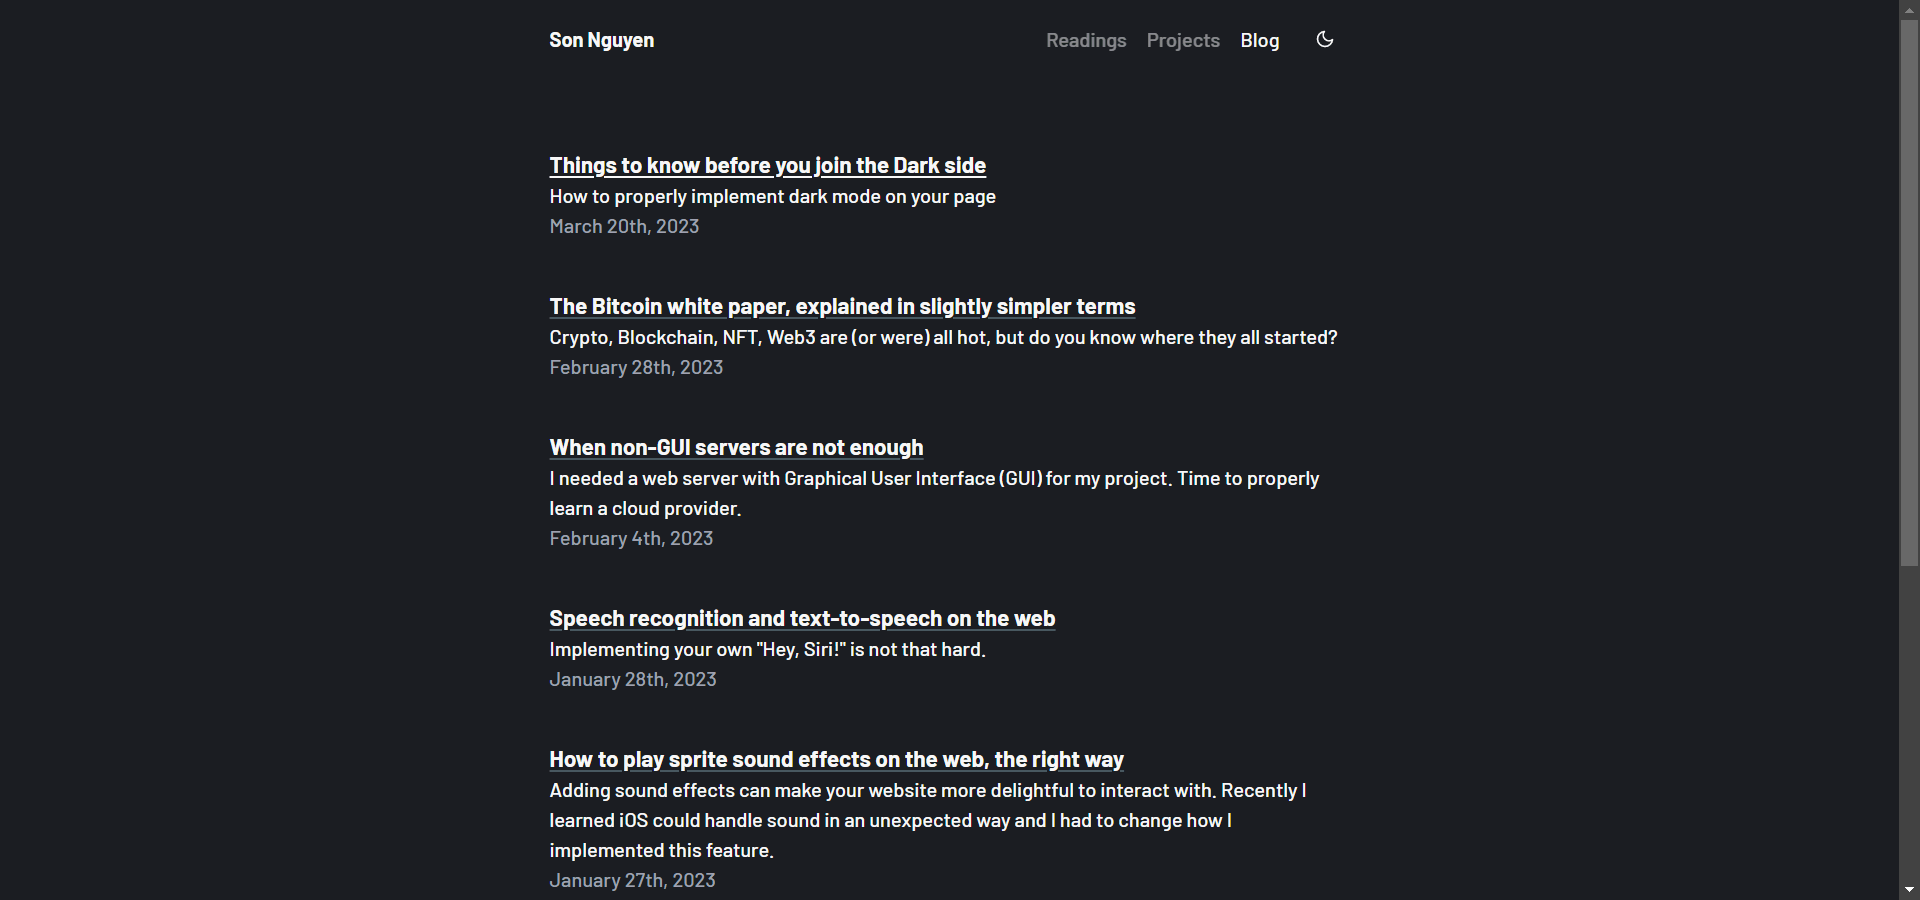 Son Nguyen
Readings Projects Blog
Things to know before you join the Dark side
How to properly implement dark mode on your page
March 20th, 2023
The Bitcoin white paper, explained in slightly simpler terms
Crypto, Blockchain, NFT, Web3 are (or were) all hot, but do you know where they all started?
February 28th, 2023
When non-GUI servers are not enough
I needed a web server with Graphical User Interface (GUI) for my project. Time to properly
learn a cloud provider.
February 4th, 2023
Speech recognition and text-to-speech on the web
Implementing your own "Hey, Siri!" is not that hard.
January 28th, 2023
How to play sprite sound effects on the web, the right way
Adding sound effects can make your website more delightful to interact with. Recently I
learned iOS could handle sound in an unexpected way and I had to change how I
implemented this feature.
January 27th, 2023